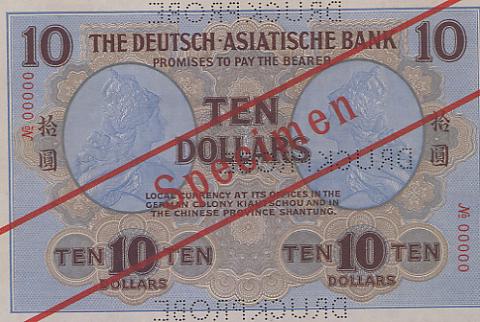 DRUCKPROBE
10 THE DEUTSCH-ASIATISCHE BANK 10
PROMISES TO PAY THE BEARER
№ 00000
拾圓
TEN
DOLLARS
拾圓
Specimen
DRUCKPROBE
LOCAL CURRENCY AT ITS OFFICES IN THE
GERMAN COLONY KIAUTSCHOU AND IN
THE CHINESE PROVINCE SHANTUNG.
№ 00000
TEN 10 TEN
DOLLARS
TEN 10 TEN
DOLLARS
DRUCKPROBE